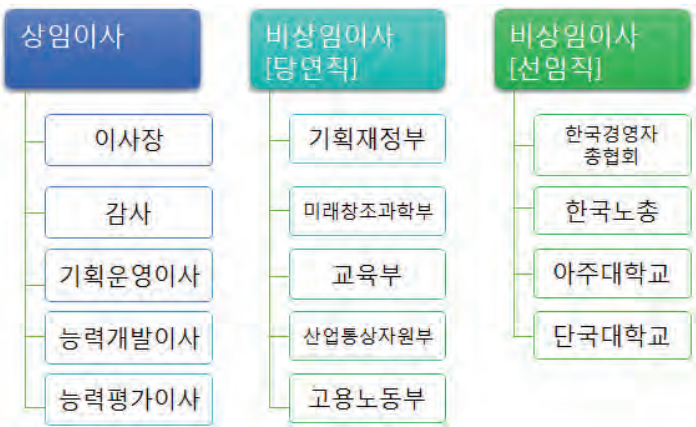 상임이사
이사장
감사
기획운영이사
능력개발이사
능력평가이사
비상임이사
[당연직]
기획재정부
미래창조과학부
교육부
산업통상자원부
고용노동부
비상임이사
[선임직]
한국경영자
총협회
한국노총
아주대학교
단국대학교